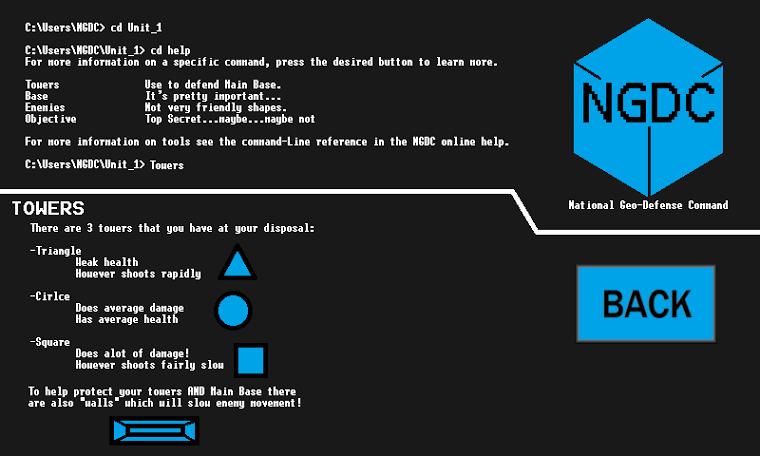 C:\Users\NGDC> cd Unit_1
C:\Users\NGDC\Unit_1> cd help
For more information on a specific command, press the desired button to learn more.
Towers Use to defend Main Base.
Base It's pretty important...
Enemies Not very friendly shapes.
Objective Top Secret...maybe...maybe not
For more information on tools see the command-Line reference in the NGDC online help.
C:\Users\NGDC\Unit_1> Towers
NGDC
National Geo-Defense Command
TOWERS
There are 3 towers that you have at your disposal:
-Triangle
Weak health
However shoots rapidly
-Cirlce
Does average damage
Has average health
-Square
Does alot of damage!
However shoots fairly slow
To help protect your towers AND Main Base there
are also "walls" which will slow enemy movement!
BACK